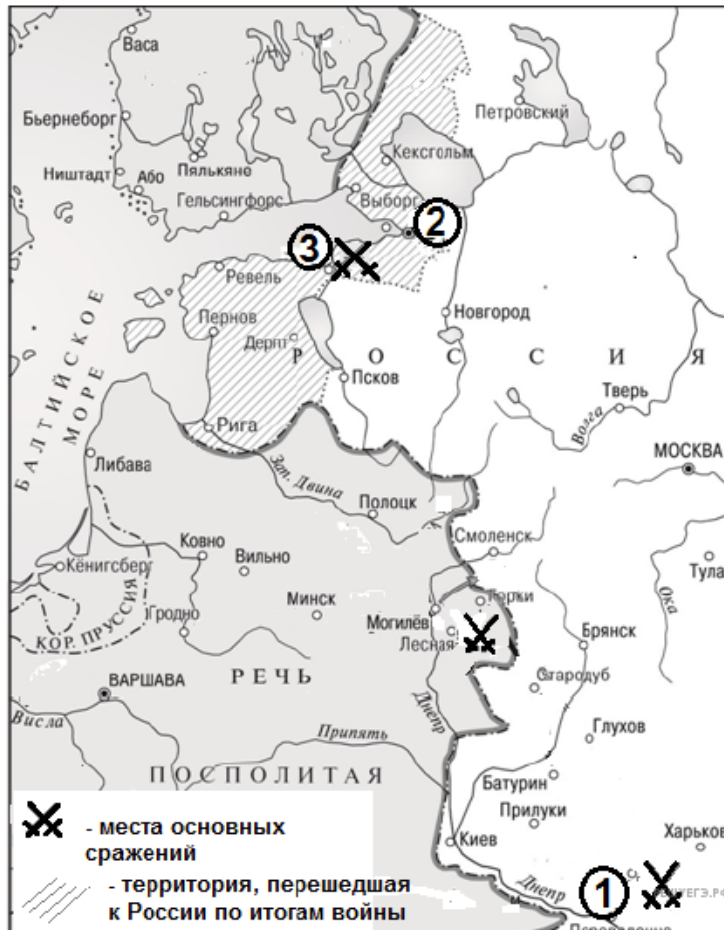 Васа
Бьернеборг
Петровский
Кексгольм
Ништадт
Або
Пялькяне
Гельсингфорс
Выборг
2
3
Ревель
Пернов
Дерпт
Новгород
РОССИЯ
Псков
Тверь
Волга
БАЛТИЙСКОЕ
МОРЕ
Рига
МОСКВА
Либава
Зап. Двина
Полоцк
Смоленск
Ковно
Вильно
Кёнигсберг
Тула
Ока
КОР. ПРУССИЯ
Гродно
Минск
Могилёв
Горки
Лесная
Брянск
РЕЧЬ
ВАРШАВА
Стародуб
Висла
Днепр
Глухов
Припять
ПОСПОЛИТАЯ
Батурин
Прилуки
Киев
Харьков
- места основных
сражений
Днепр
1
- территория, перешедшая
к России по итогам войны